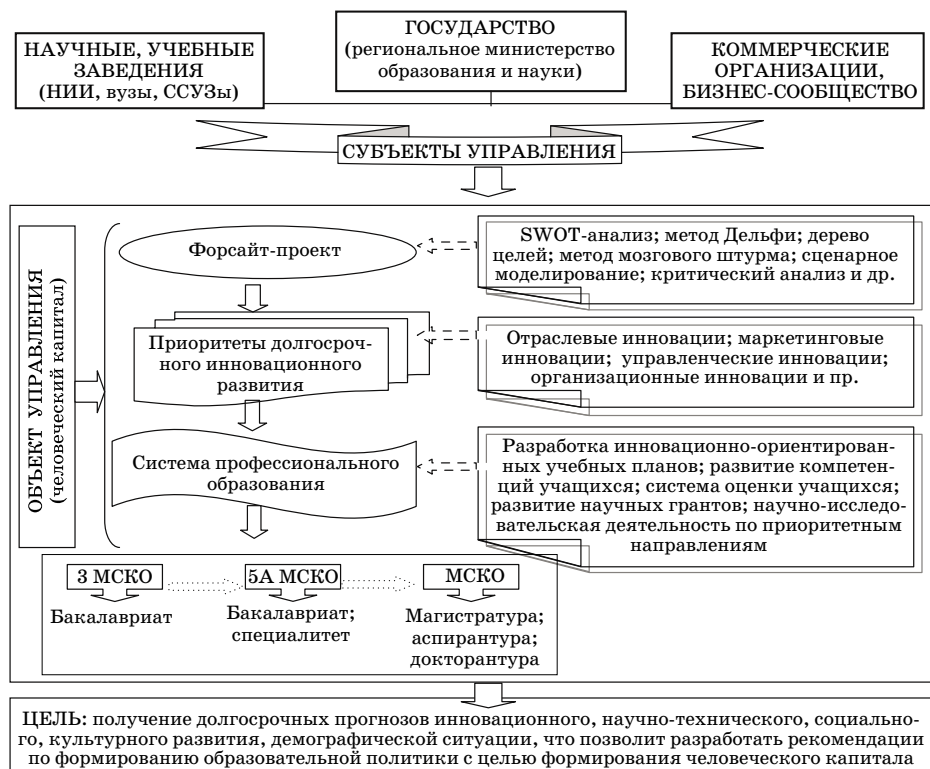 НАУЧНЫЕ, УЧЕБНЫЕ
ЗАВЕДЕНИЯ
(НИИ, вузы, ССУЗы)
ГОСУДАРСТВО
(региональное министерство
образования и науки)
КОММЕРЧЕСКИЕ
ОРГАНИЗАЦИИ,
БИЗНЕС-СООБЩЕСТВО
СУБЪЕКТЫ УПРАВЛЕНИЯ
ОБЪЕКТ УПРАВЛЕНИЯ
(человеческий капитал)
Форсайт-проект
SWOT-анализ; метод Дельфи; дерево
целей; метод мозгового штурма; сценарное
моделирование; критический анализ и др.
Приоритеты долгосроч-
ного инновационного
развития
Отраслевые инновации; маркетинговые
инновации; управленческие инновации;
организационные инновации и пр.
Система профессионального
образования
Разработка инновационно-ориентирован-
ных учебных планов; развитие компетен-
ций учащихся; система оценки учащихся;
развитие научных грантов; научно-исследо-
вательская деятельность по приоритетным
направлениям
3 МСКО
Бакалавриат
5А МСКО
Бакалавриат;
специалитет
МСКО
Магистратура;
аспирантура;
докторантура
ЦЕЛЬ: получение долгосрочных прогнозов инновационного, научно-технического, социально-
го, культурного развития, демографической ситуации, что позволит разработать рекомендации
по формированию образовательной политики с целью формирования человеческого капитала